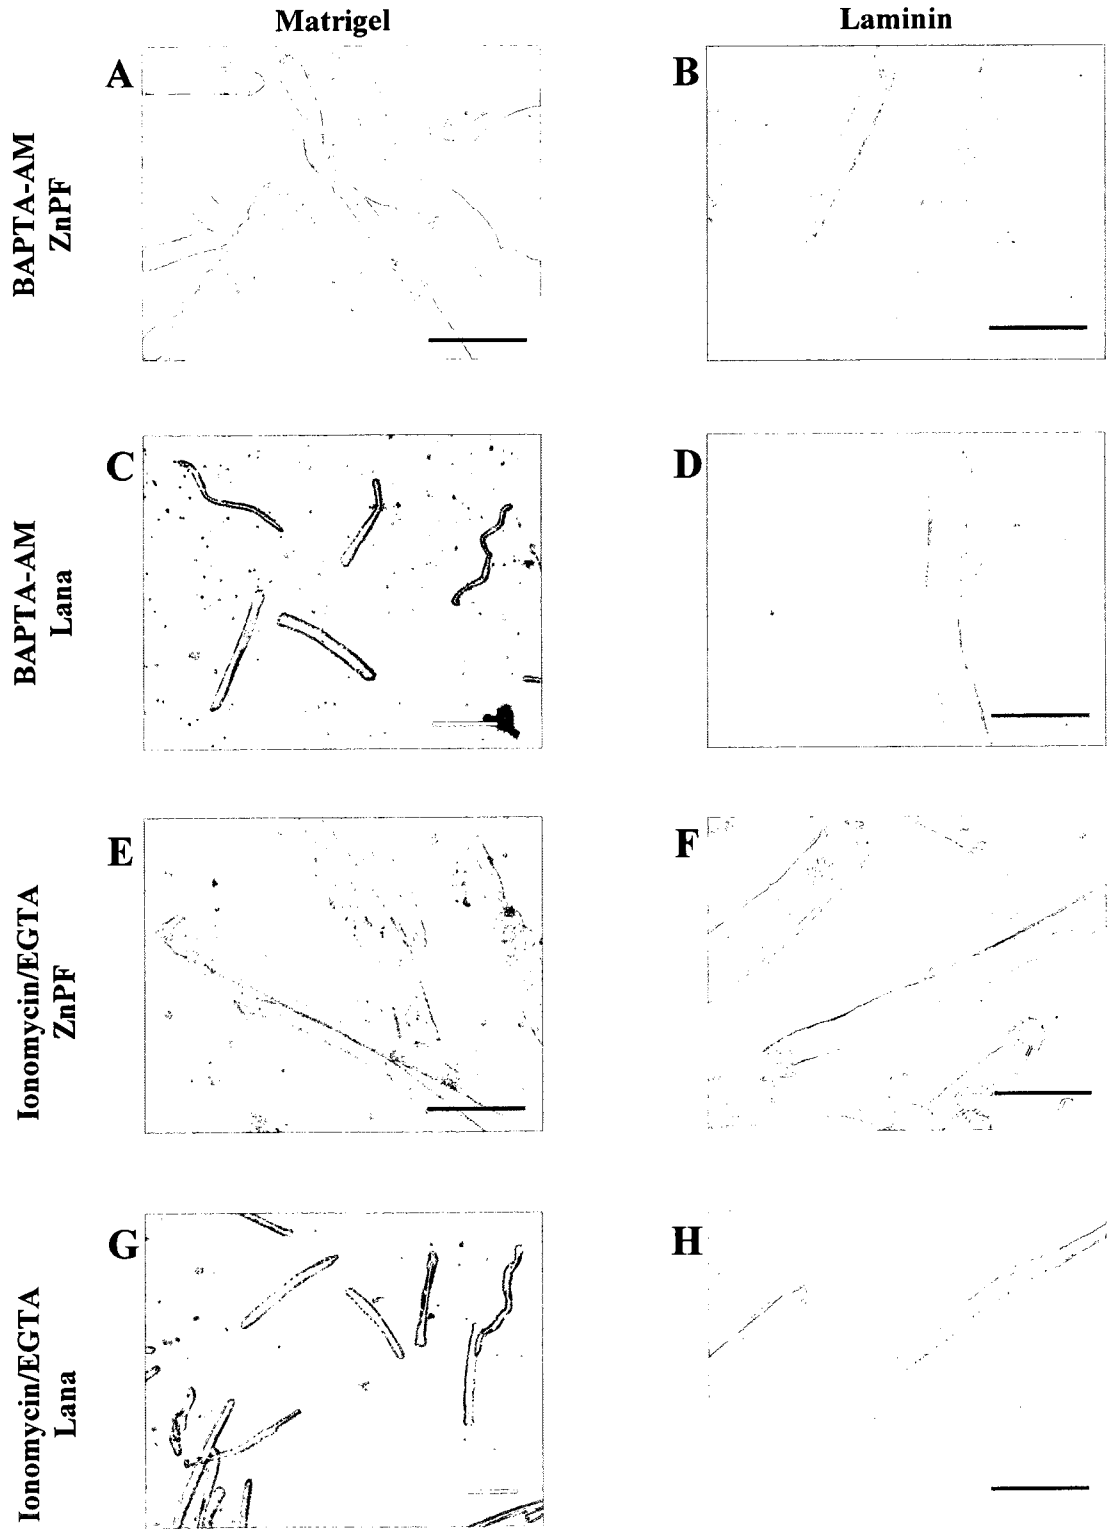 Matrigel
Laminin
A
B
BAPTA-AM
ZnPF
C
D
BAPTA-AM
Lana
E
F
Ionomycin/EGTA
ZnPF
G
H
Ionomycin/EGTA
Lana